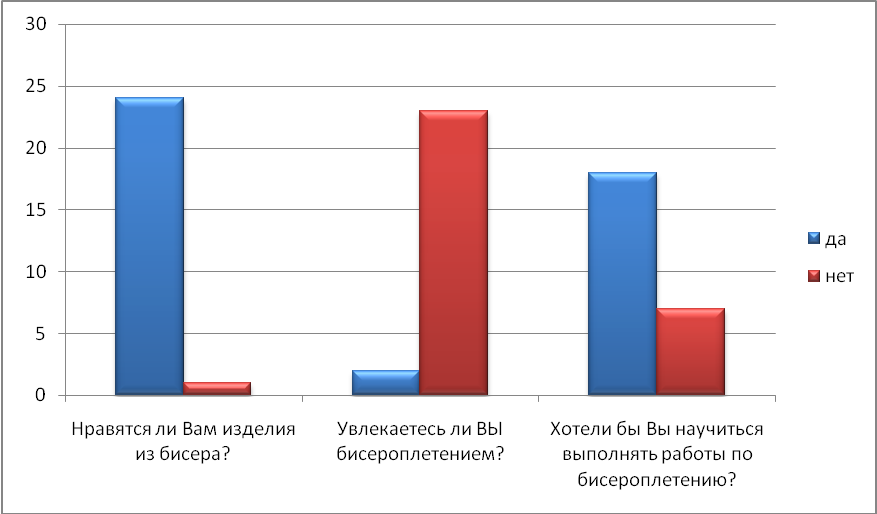 30
25
20
15
10
5
0
Нравятся ли Вам изделия
из бисера?
Увлекаетесь ли ВЫ
бисероплетением?
Хотели бы Вы научиться
выполнять работы по
бисероплетению?
да
нет